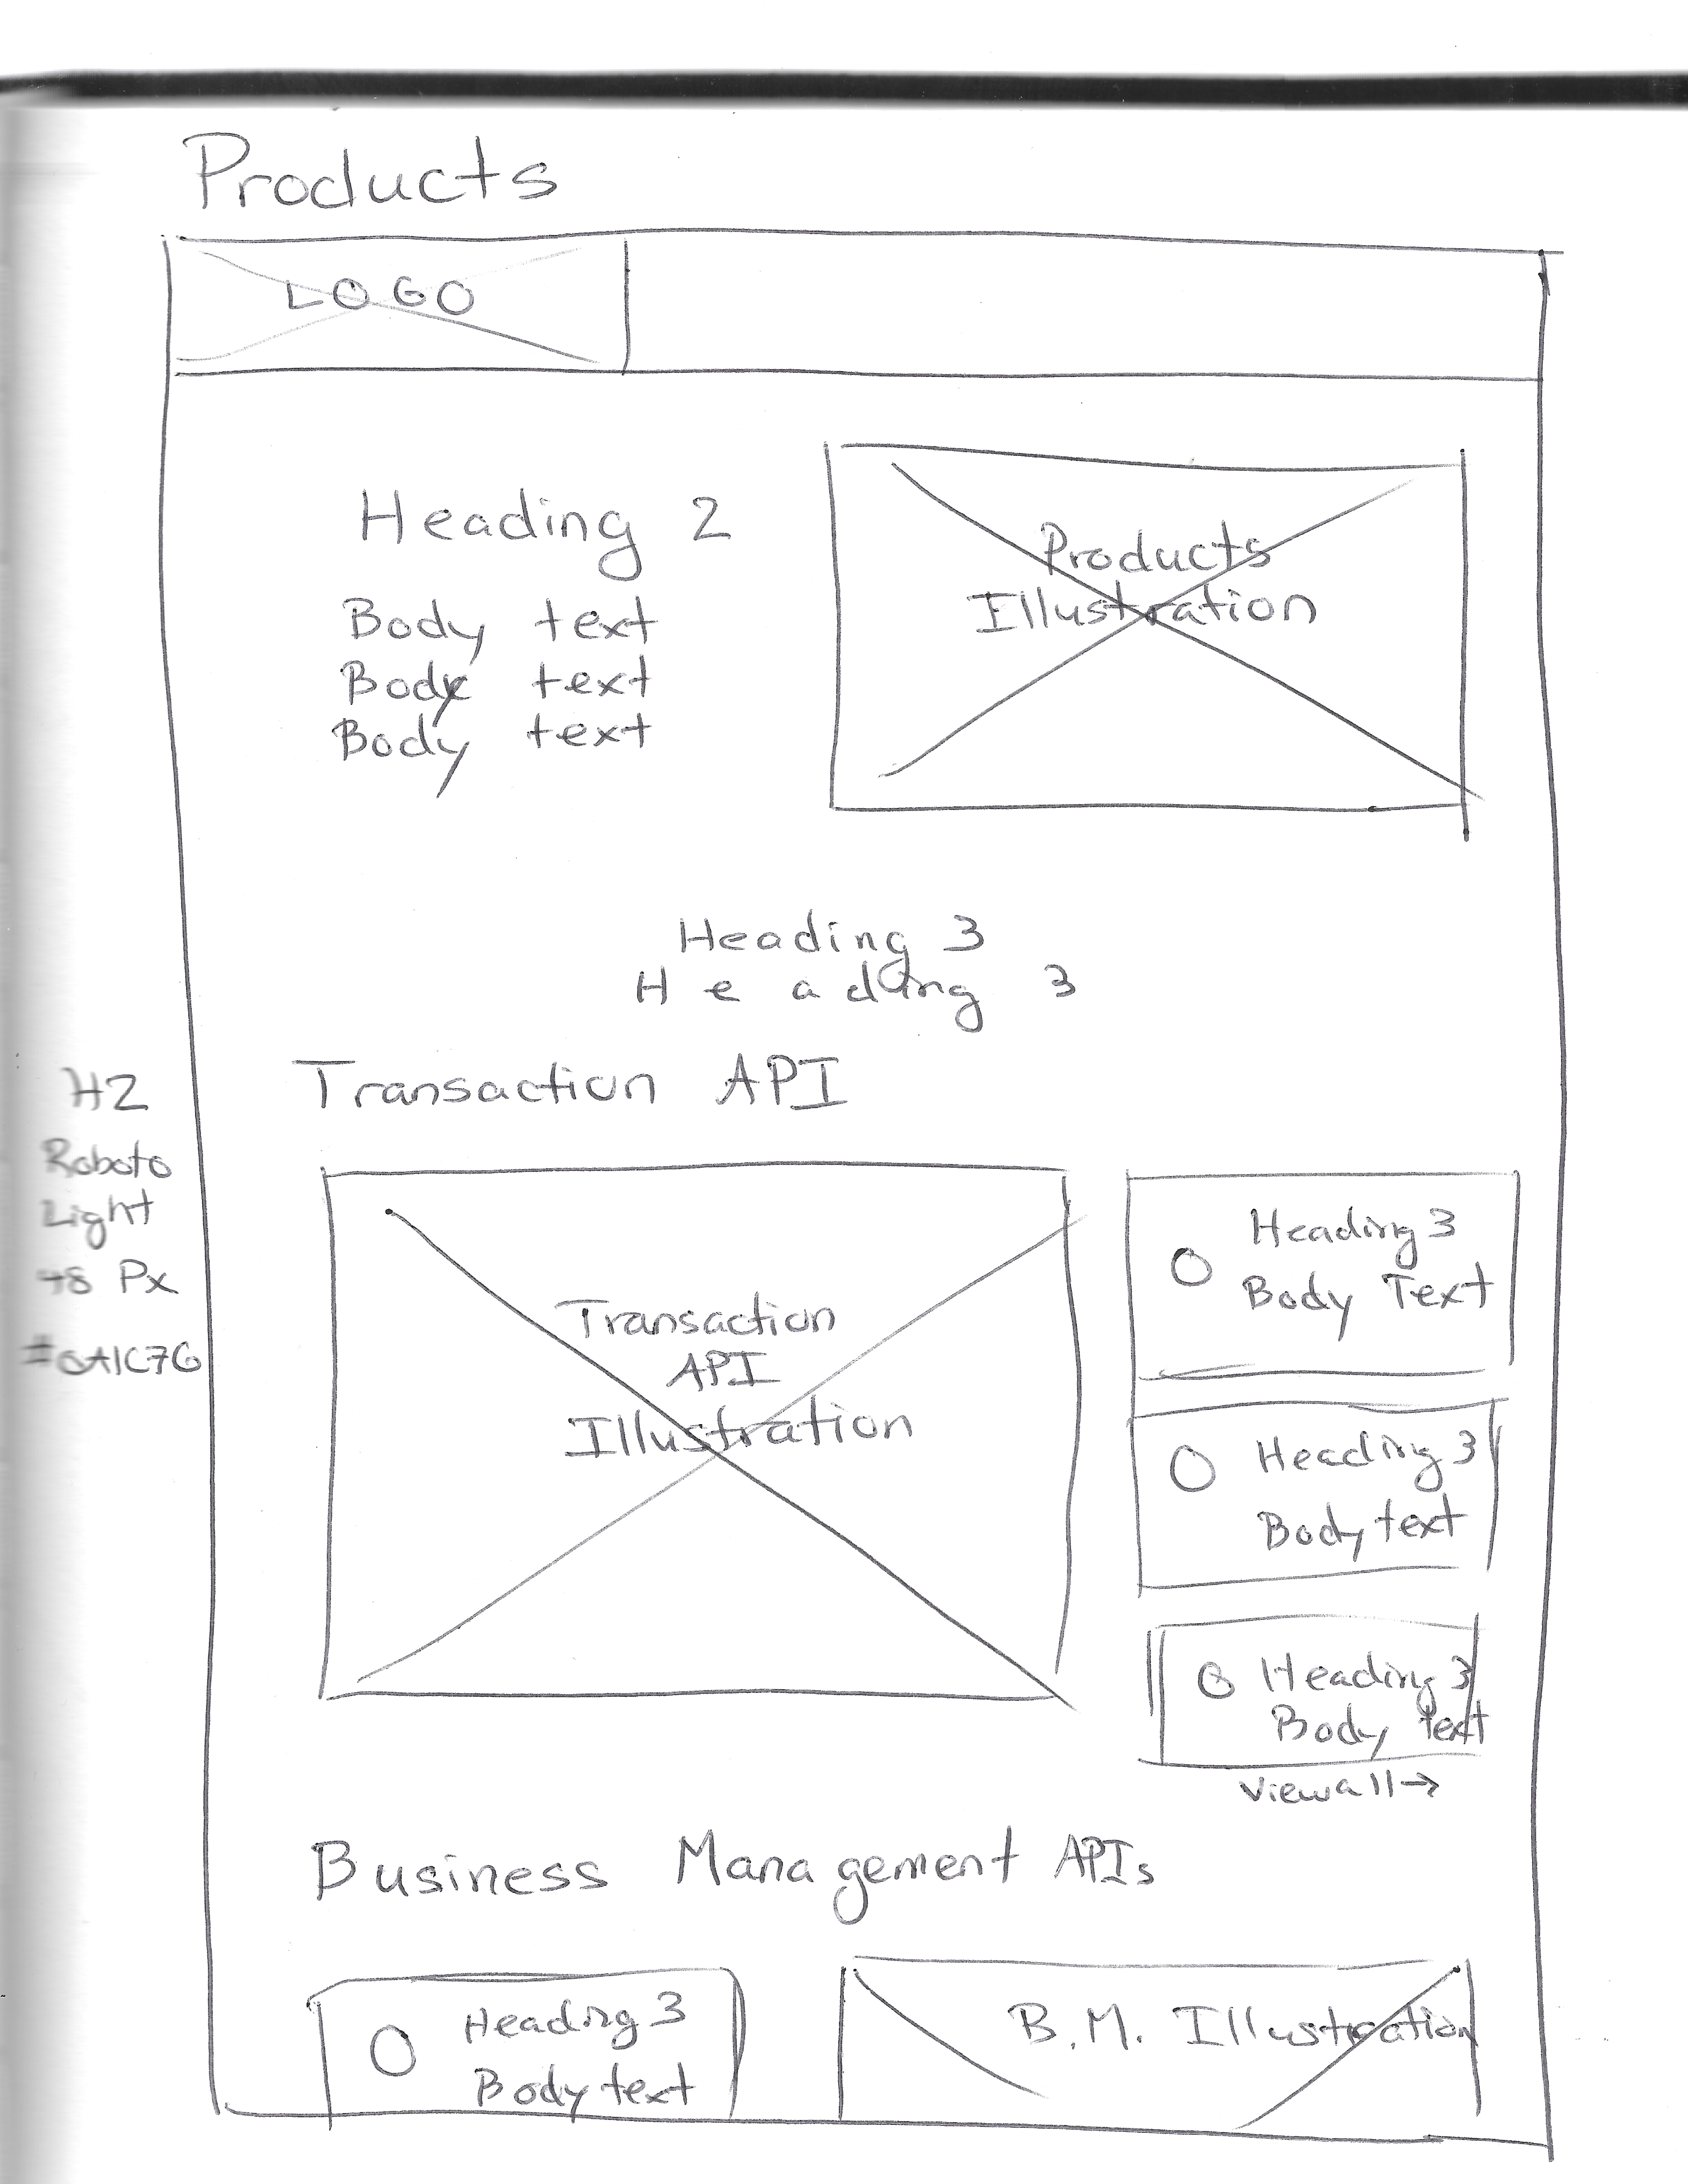 Products
LOGO
Heading 2
Body text
Body text
Body text
Products
Illustration
Heading 3
Heading 3
H2
Roboto
Light
48 Px
Transaction API
Transaction
API
Illustration
Heading 3
Body Text
Heading 3
Body text
Heading 3
Body text
View all →
Business Management APIs
Heading 3
Body text
B.M. Illustration